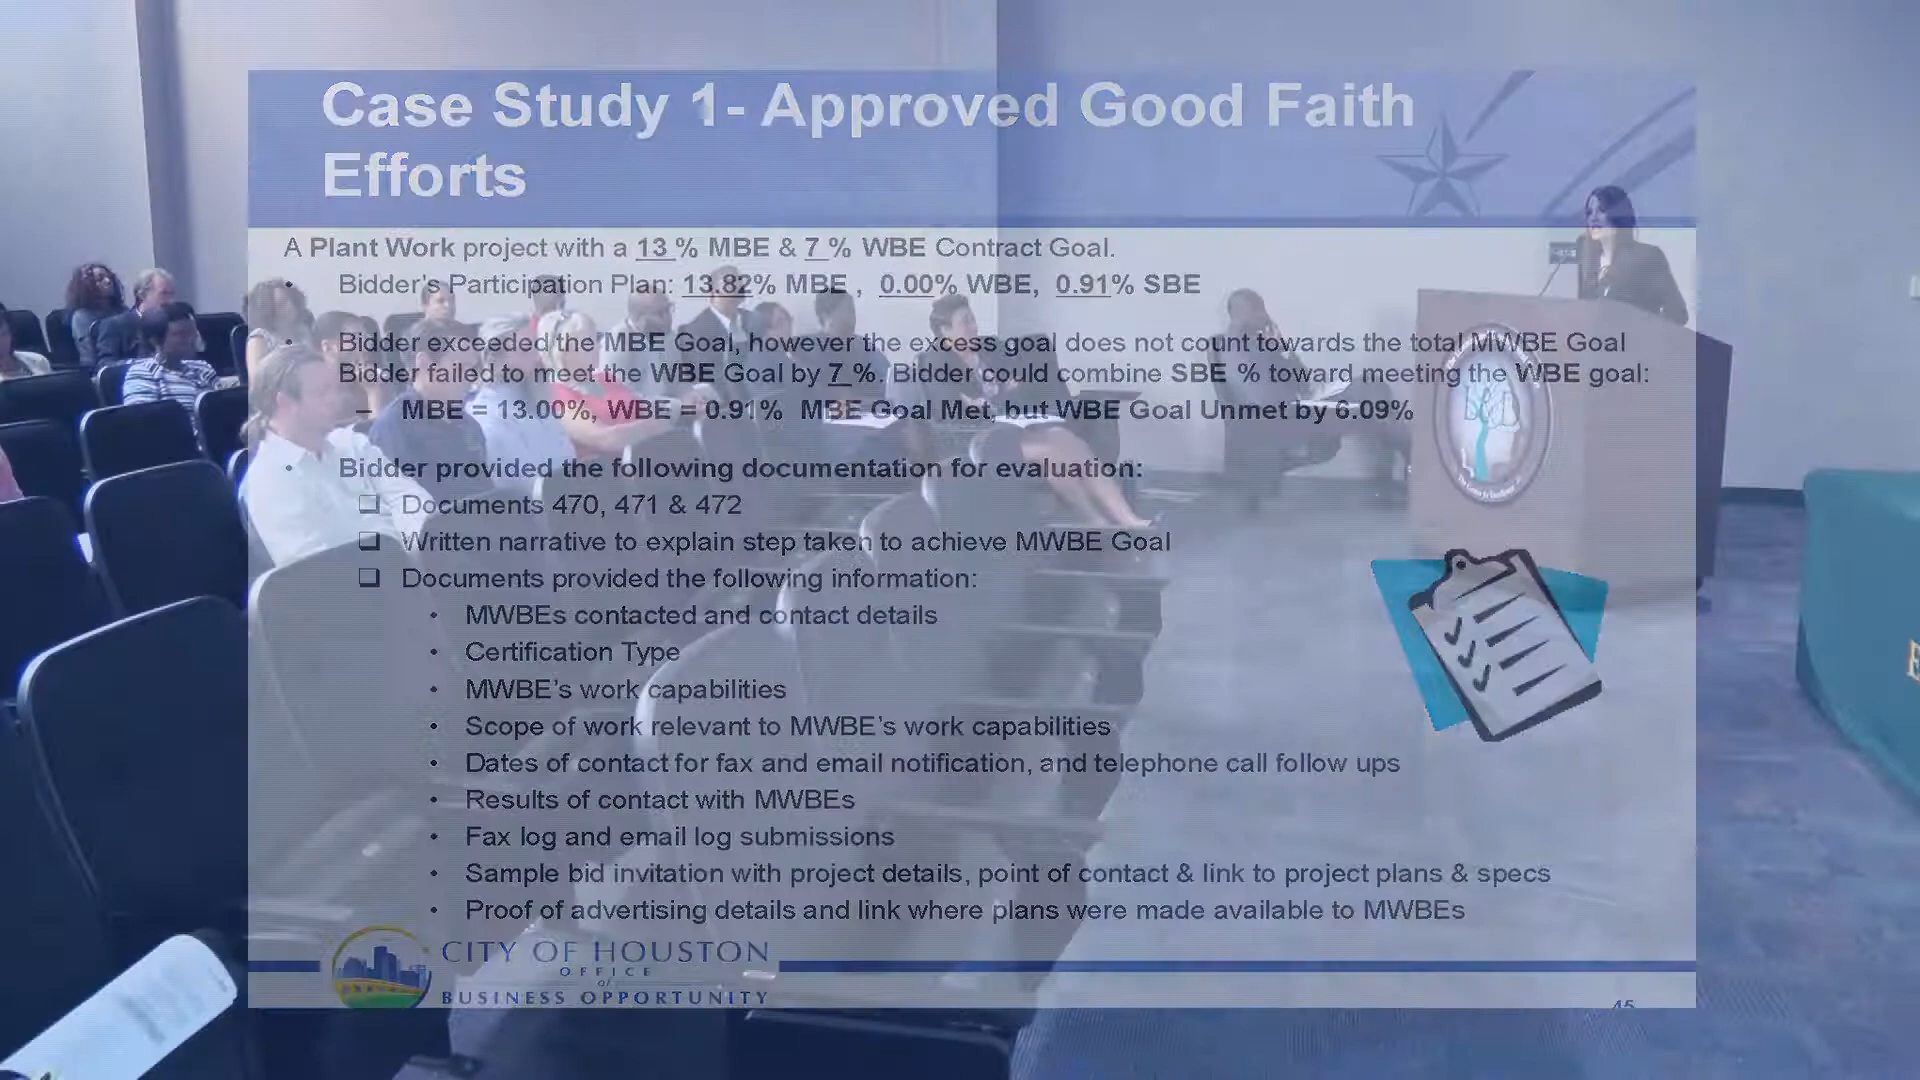 Case Study 1- Approved Good Faith
Efforts
A Plant Work project with a 13 % MBE & 7 % WBE Contract Goal.
• Bidder's Participation Plan: 13.82% MBE , 0.00% WBE, 0.91% SBE
• Bidder exceeded the MBE Goal, however the excess goal does not count towards the total MWBE Goal
Bidder failed to meet the WBE Goal by 7 %. Bidder could combine SBE % toward meeting the WBE goal:
– MBE = 13.00%, WBE = 0.91% MBE Goal Met, but WBE Goal Unmet by 6.09%
• Bidder provided the following documentation for evaluation:
❑ Documents 470, 471 & 472
❑ Written narrative to explain step taken to achieve MWBE Goal
❑ Documents provided the following information:
• MWBEs contacted and contact details
• Certification Type
• MWBE's work capabilities
• Scope of work relevant to MWBE's work capabilities
• Dates of contact for fax and email notification, and telephone call follow ups
• Results of contact with MWBEs
• Fax log and email log submissions
• Sample bid invitation with project details, point of contact & link to project plans & specs
• Proof of advertising details and link where plans were made available to MWBEs
CITY OF HOUSTON
OFFICE
of
BUSINESS OPPORTUNITY
45